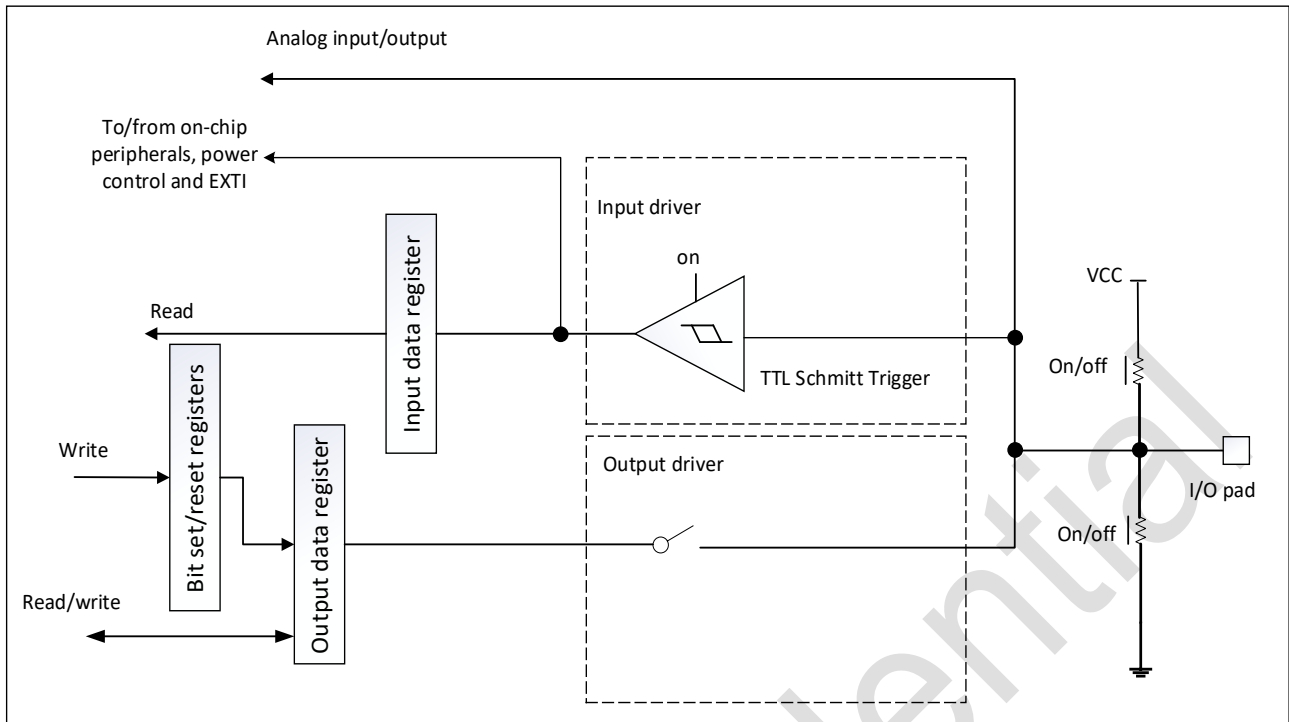 Analog input/output
To/from on-chip
peripherals, power
control and EXTI
Input driver
on
VCC
Read
Input data register
TTL Schmitt Trigger
On/off
Bit set/reset registers
Write
Output data register
Output driver
I/O pad
On/off
Read/write